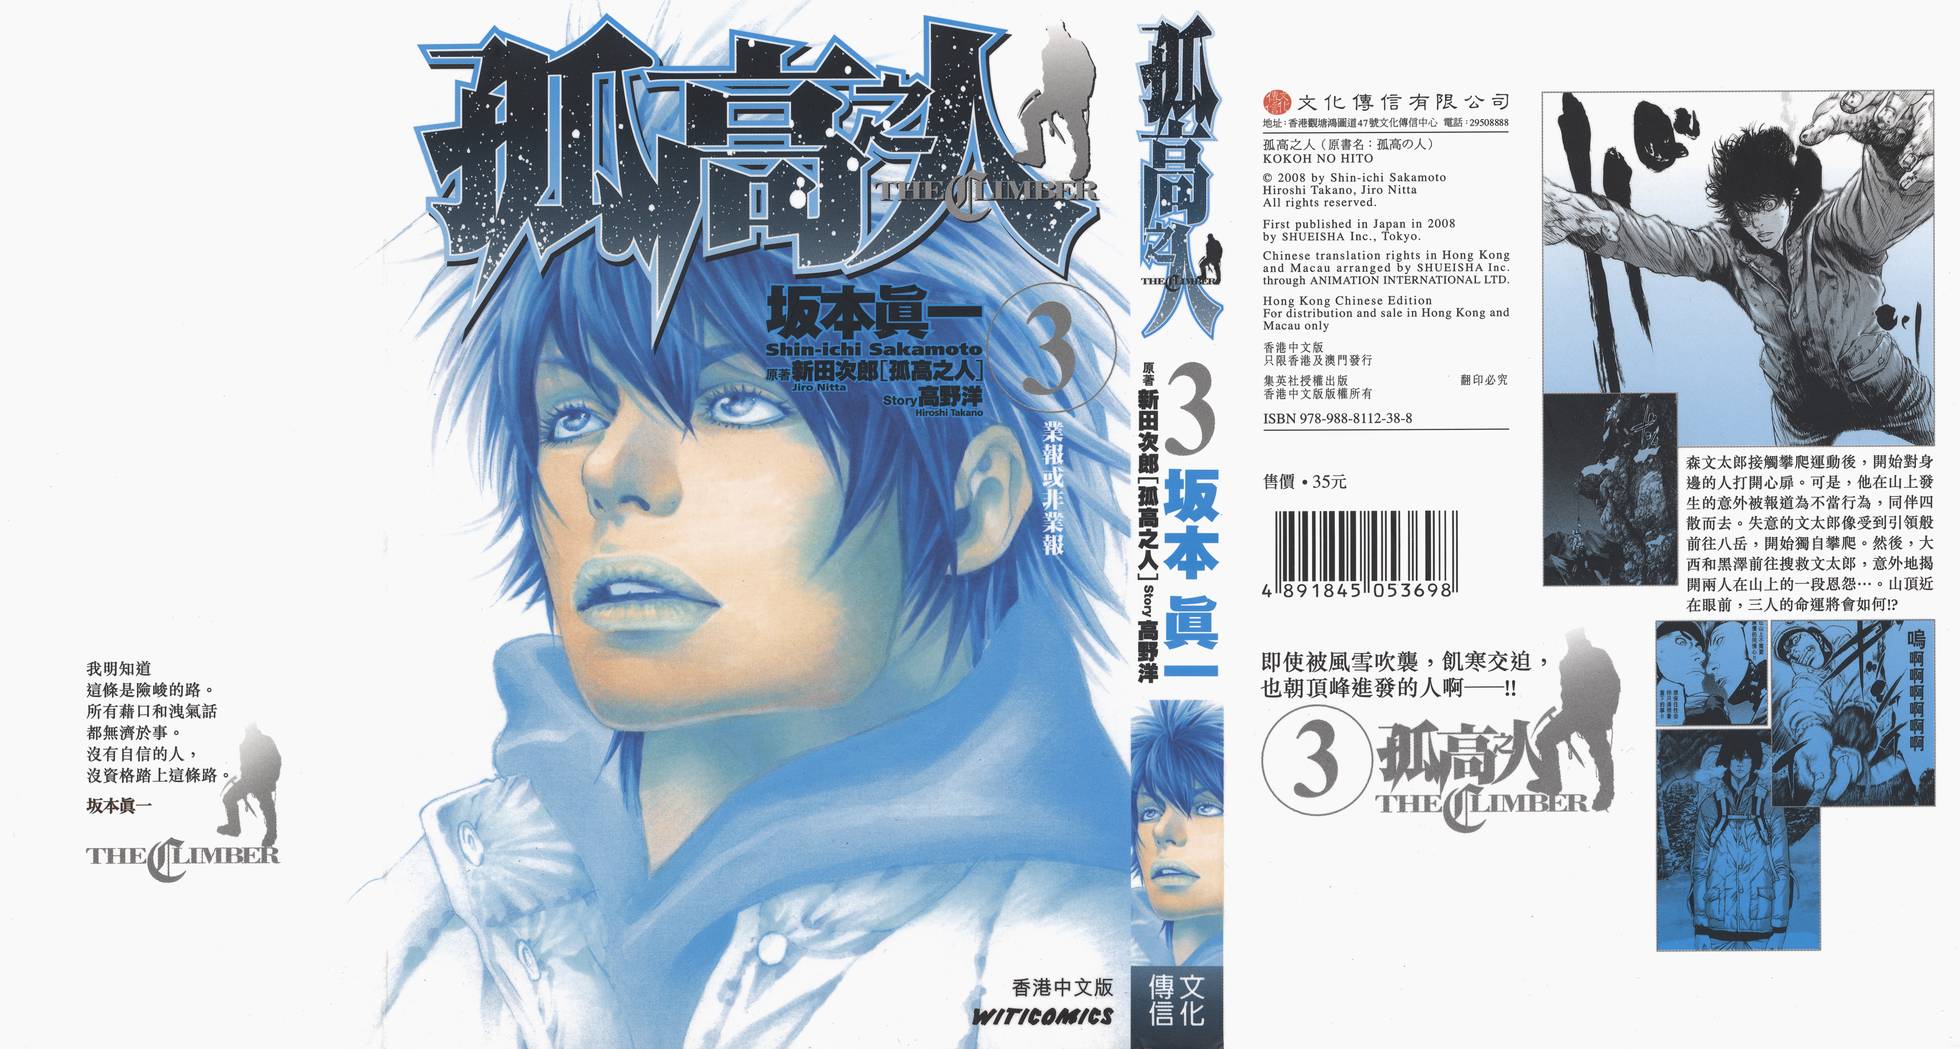 我明知道
這條是險峻的路。
所有藉口和洩氣話
都無濟於事。
沒有自信的人，
沒資格踏上這條路。
坂本眞一
THE CLIMBER
孤高之人
THE CLIMBER
坂本眞一
Shin-ichi Sakamoto
原著 新田次郎[孤高之人]
Jiro Nitta
Story 高野洋
Hiroshi Takano
3
業報或非業報
香港中文版
WITICOMICS
孤高之人
THE CLIMBER
3
原著 新田次郎[孤高之人] Story 高野洋
坂本眞一
文化傳信
文化傳信有限公司
地址：香港觀塘鴻圖道47號文化傳信中心 電話：29508888
孤高之人（原書名：孤高の人）
KOKOH NO HITO
© 2008 by Shin-ichi Sakamoto
Hiroshi Takano, Jiro Nitta
All rights reserved.
First published in Japan in 2008
by SHUEISHA Inc., Tokyo.
Chinese translation rights in Hong Kong
and Macau arranged by SHUEISHA Inc.
through ANIMATION INTERNATIONAL LTD.
Hong Kong Chinese Edition
For distribution and sale in Hong Kong and
Macau only
香港中文版
只限香港及澳門發行
集英社授權出版 翻印必究
香港中文版版權所有
ISBN 978-988-8112-38-8
售價 • 35元
4 891845 053698
即使被風雪吹襲，飢寒交迫，
也朝頂峰進發的人啊——!!
3
孤高之人
THE CLIMBER
森文太郎接觸攀爬運動後，開始對身
邊的人打開心扉。可是，他在山上發
生的意外被報道為不當行為，同伴四
散而去。失意的文太郎像受到引領般
前往八岳，開始獨自攀爬。然後，大
西和黑澤前往搜救文太郎，意外地揭
開兩人在山上的一段恩怨…。山頂近
在眼前，三人的命運將會如何!?
嗚啊啊啊啊啊